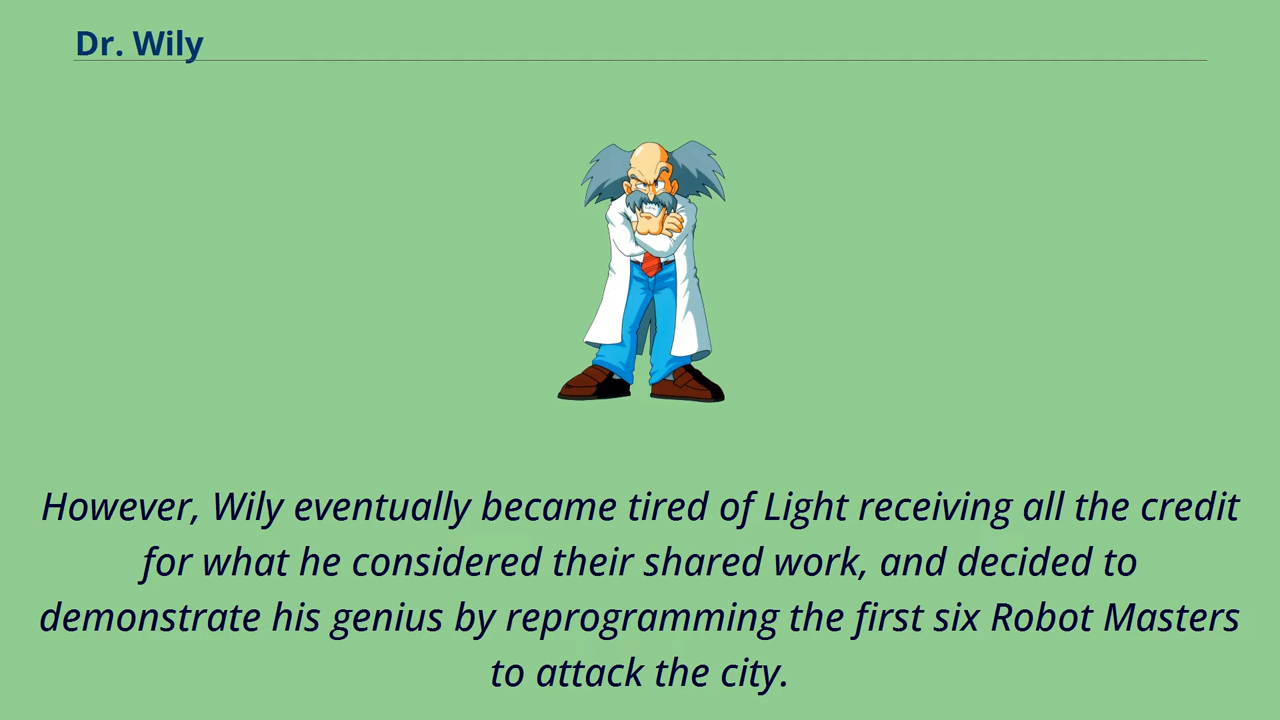 Dr. Wily
However, Wily eventually became tired of Light receiving all the credit
for what he considered their shared work, and decided to
demonstrate his genius by reprogramming the first six Robot Masters
to attack the city.